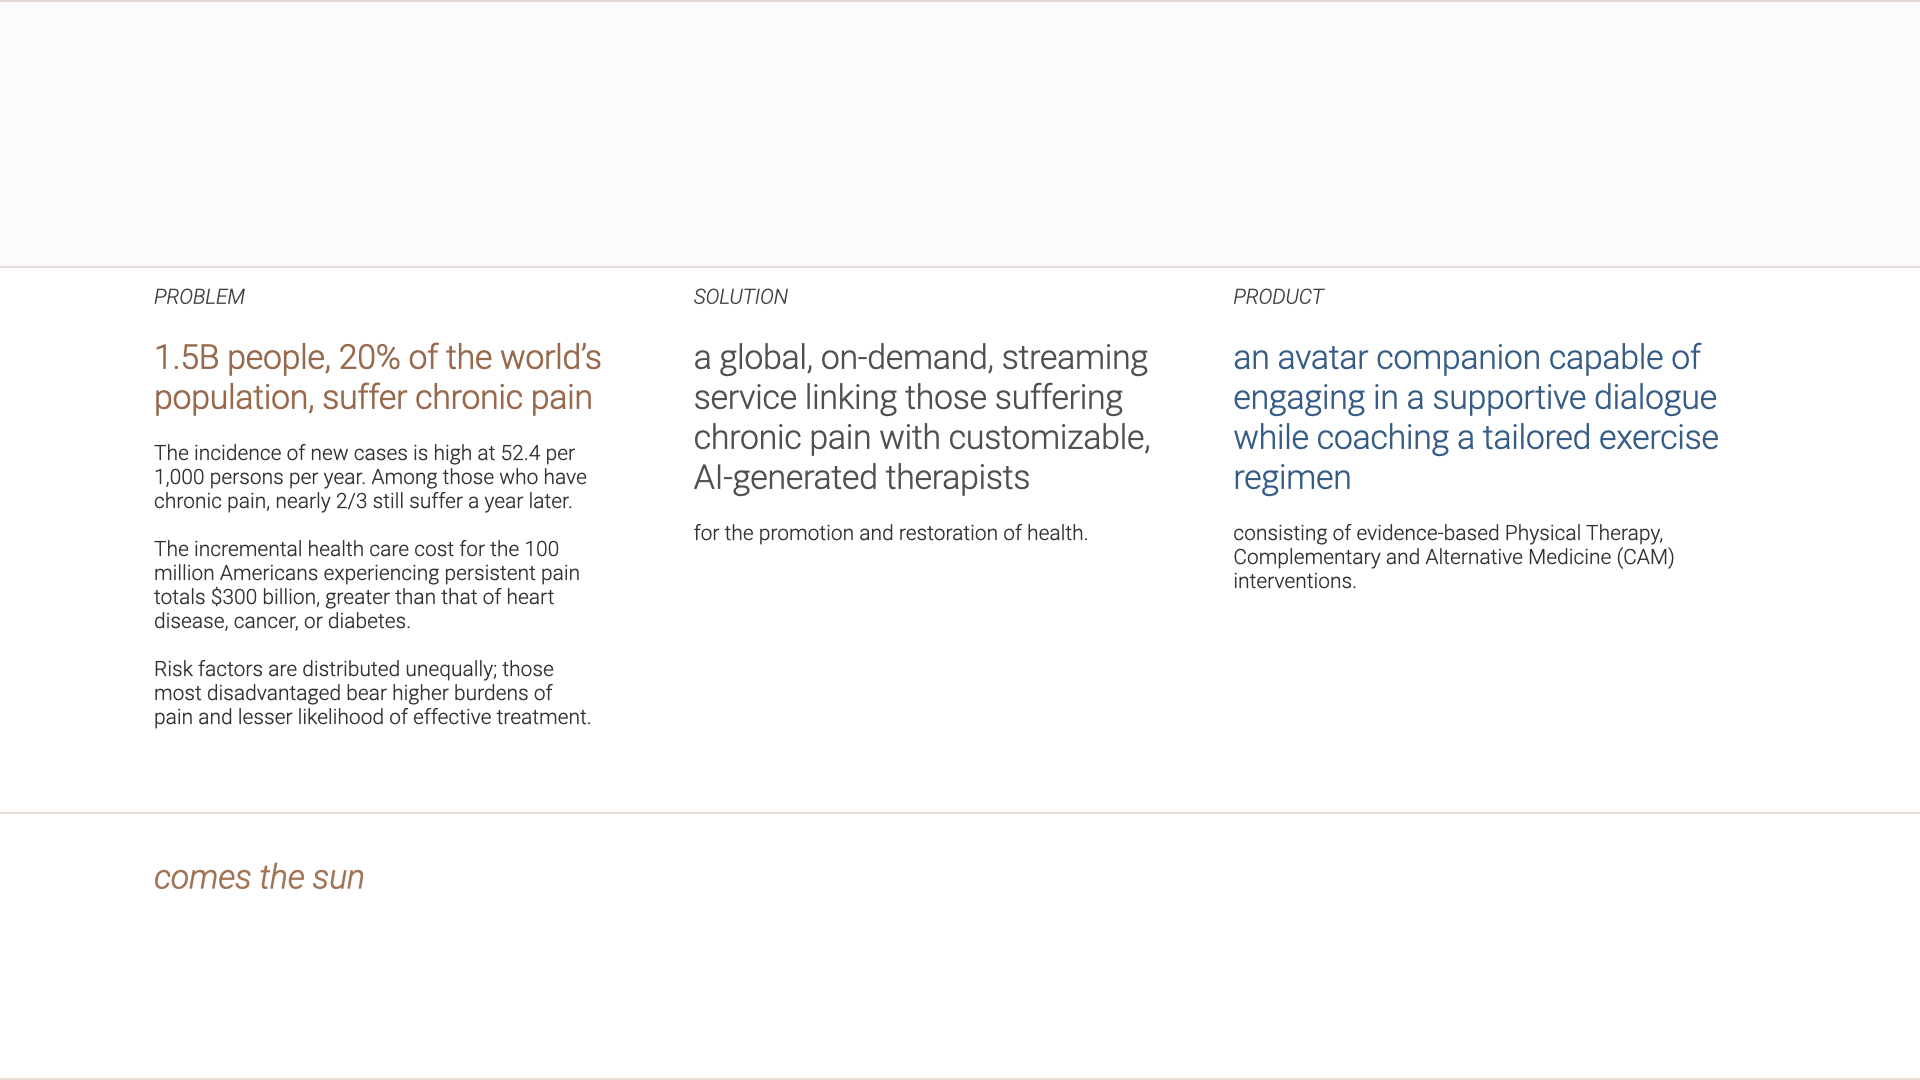 PROBLEM
1.5B people, 20% of the world’s
population, suffer chronic pain
The incidence of new cases is high at 52.4 per
1,000 persons per year. Among those who have
chronic pain, nearly 2/3 still suffer a year later.
The incremental health care cost for the 100
million Americans experiencing persistent pain
totals $300 billion, greater than that of heart
disease, cancer, or diabetes.
Risk factors are distributed unequally; those
most disadvantaged bear higher burdens of
pain and lesser likelihood of effective treatment.
SOLUTION
a global, on-demand, streaming
service linking those suffering
chronic pain with customizable,
AI-generated therapists
for the promotion and restoration of health.
PRODUCT
an avatar companion capable of
engaging in a supportive dialogue
while coaching a tailored exercise
regimen
consisting of evidence-based Physical Therapy,
Complementary and Alternative Medicine (CAM)
interventions.
comes the sun